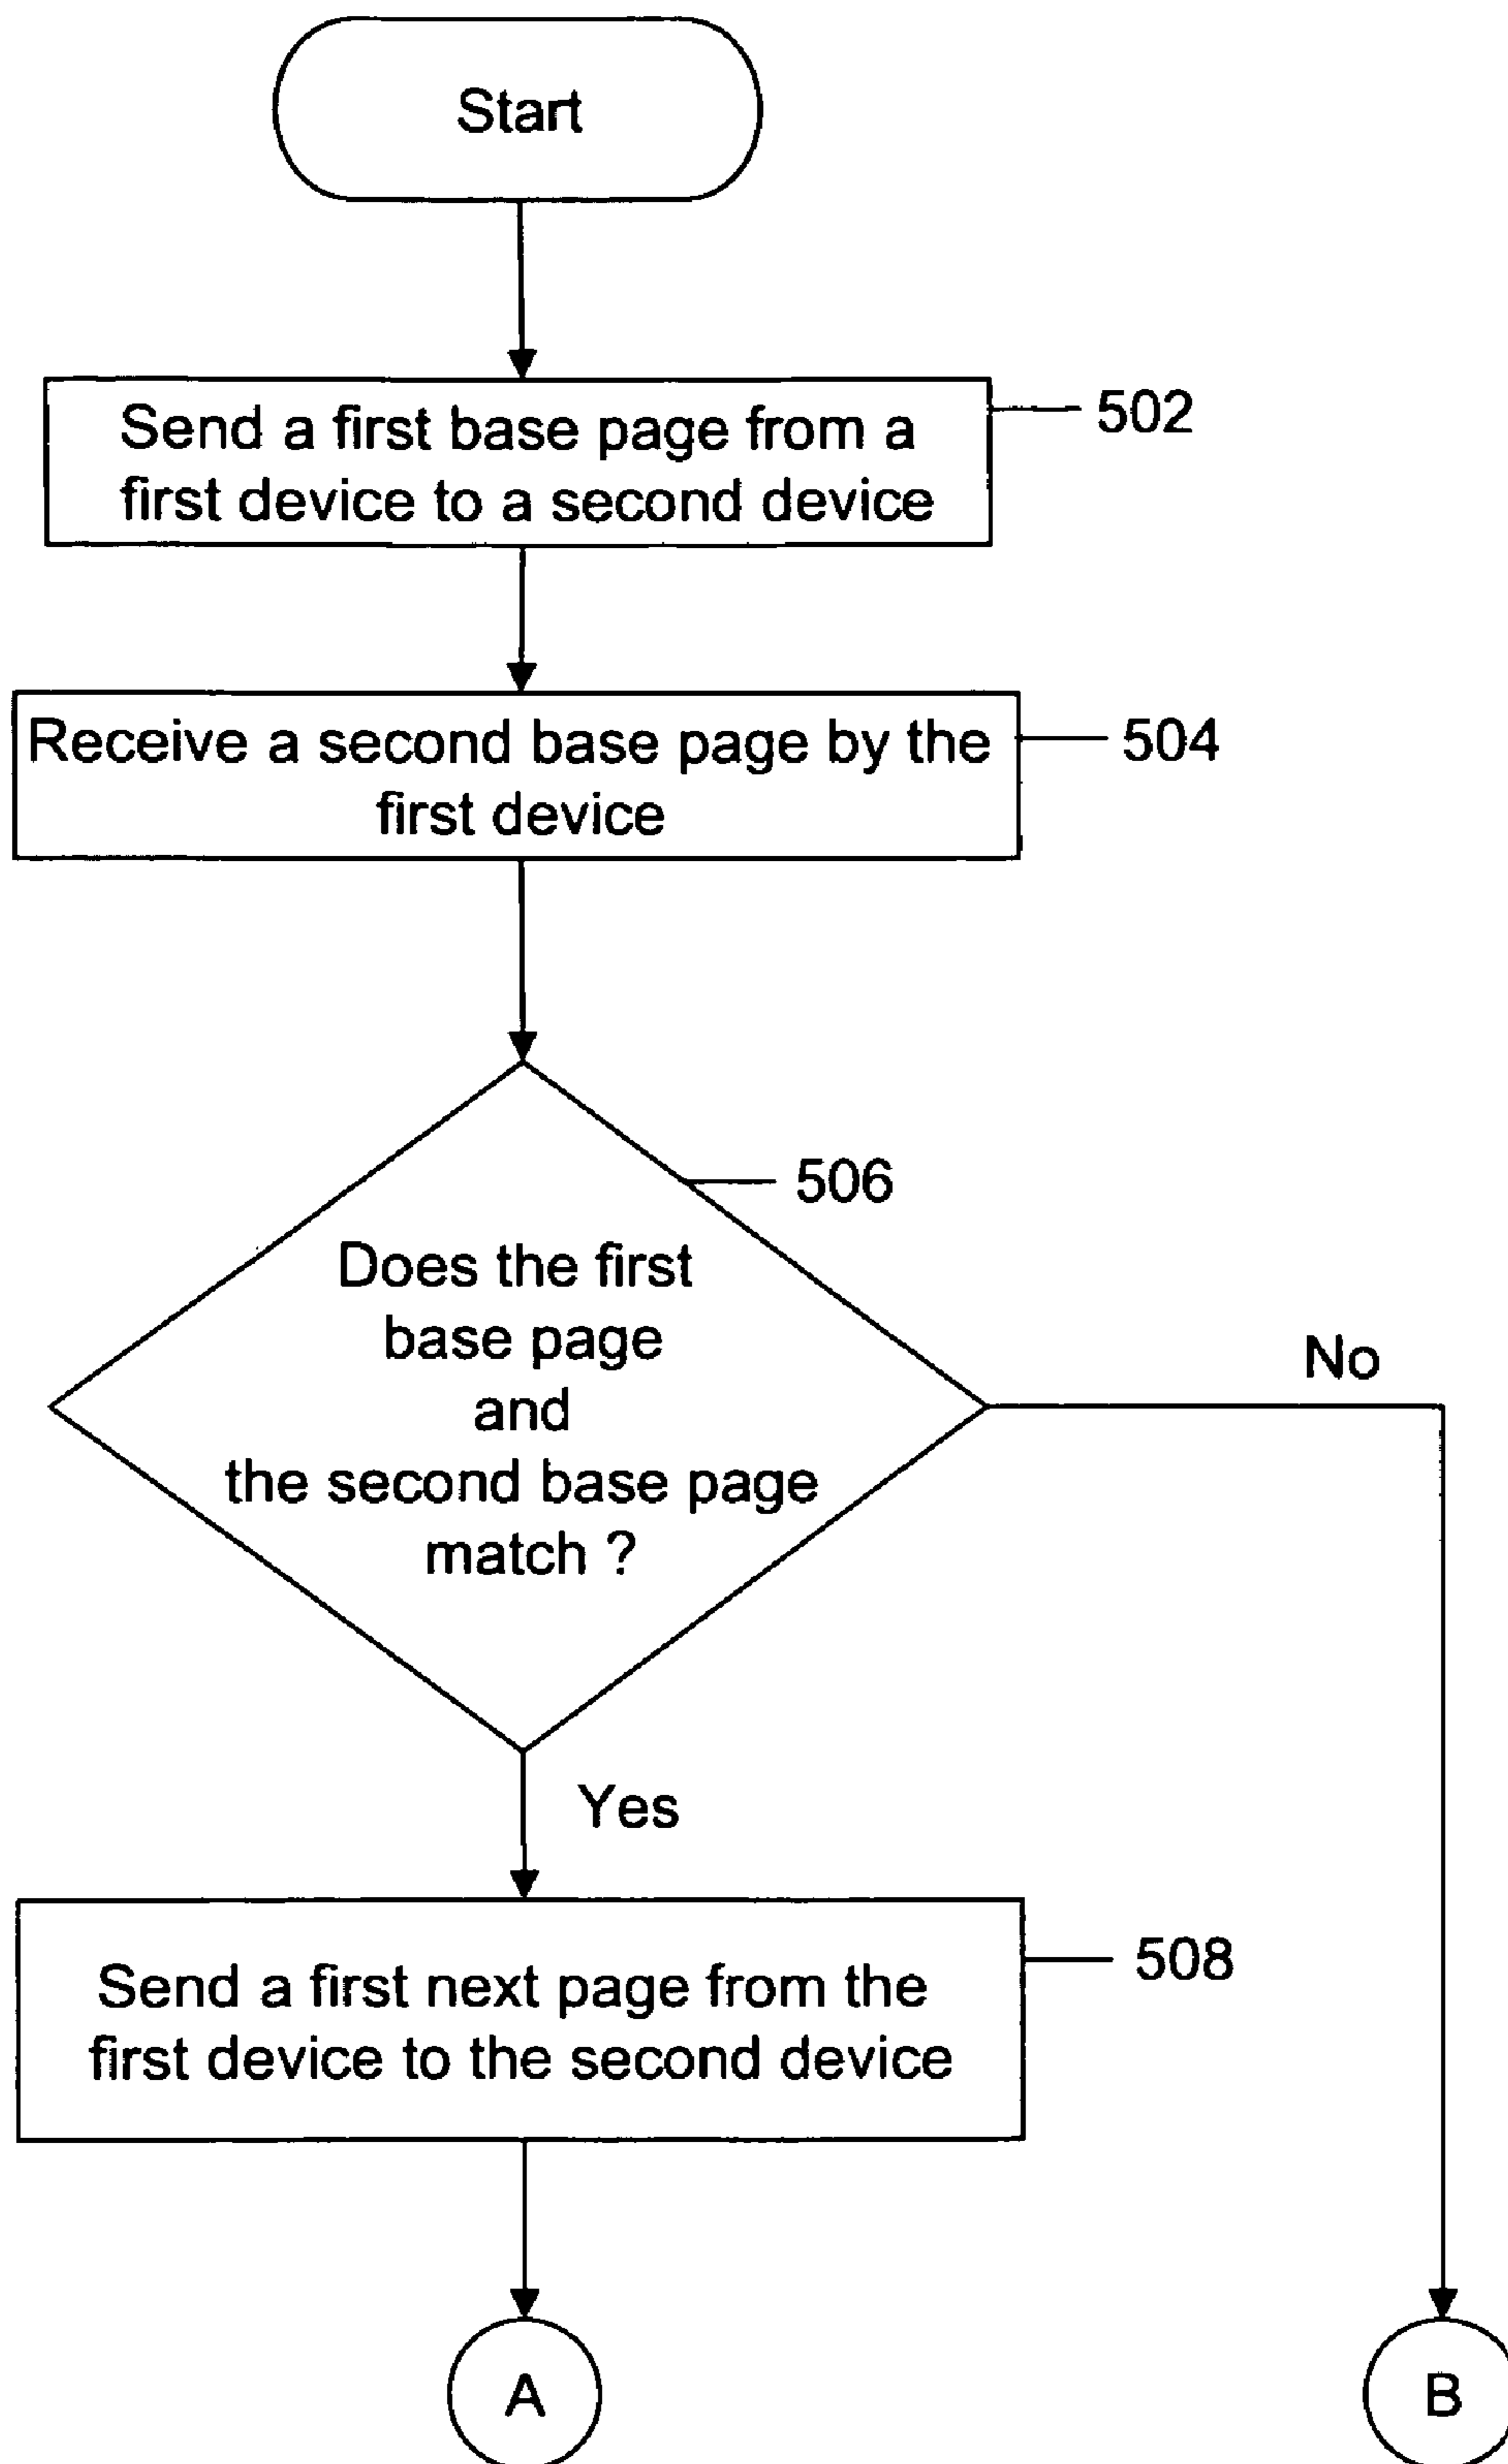 Start
Send a first base page from a
first device to a second device
502
Receive a second base page by the
first device
504
506
Does the first
base page
and
the second base page
match ?
No
Yes
Send a first next page from the
first device to the second device
508
A
B